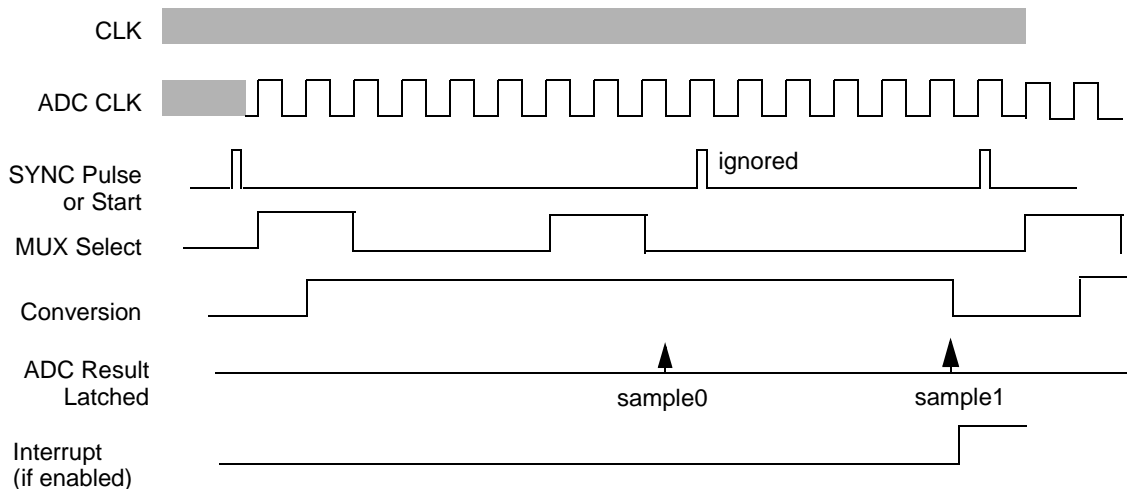 CLK
ADC CLK
SYNC Pulse
or Start
ignored
MUX Select
Conversion
ADC Result
Latched
sample0
sample1
Interrupt
(if enabled)